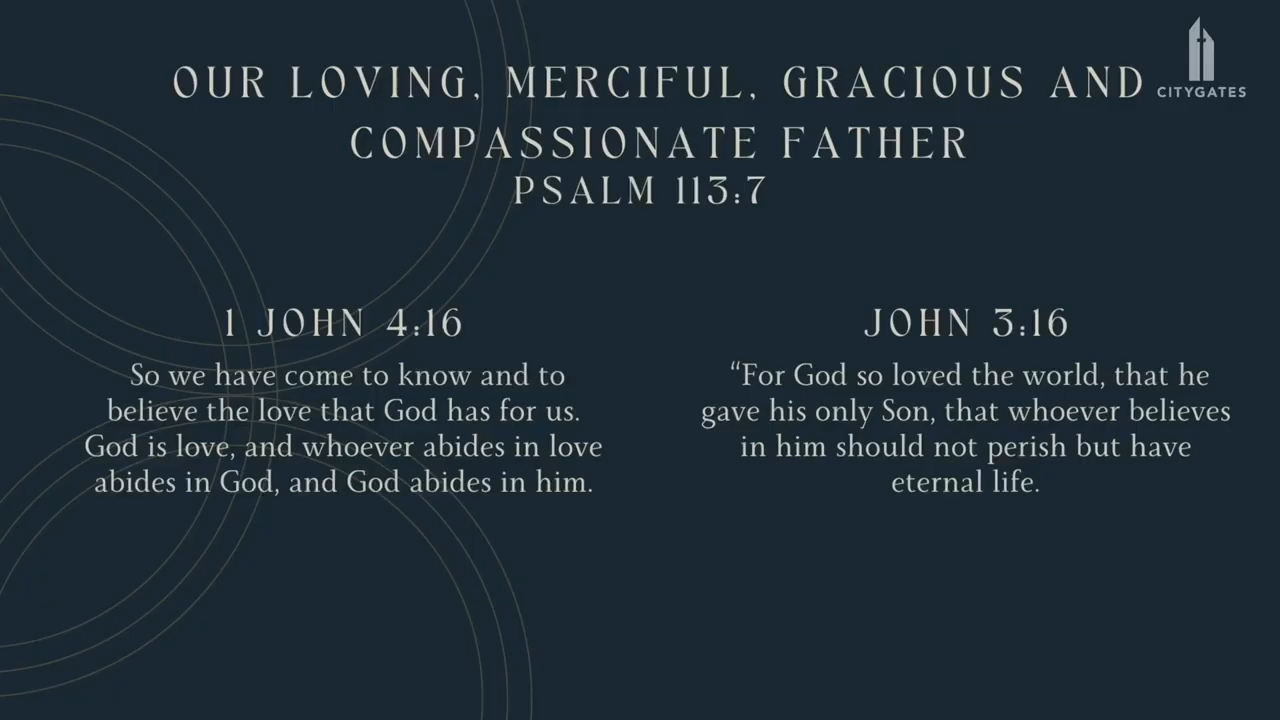 OUR LOVING, MERCIFUL, GRACIOUS AND
COMPASSIONATE FATHER
PSALM 113:7
CITYGATES
1 JOHN 4:16
So we have come to know and to
believe the love that God has for us.
God is love, and whoever abides in love
abides in God, and God abides in him.
JOHN 3:16
“For God so loved the world, that he
gave his only Son, that whoever believes
in him should not perish but have
eternal life.